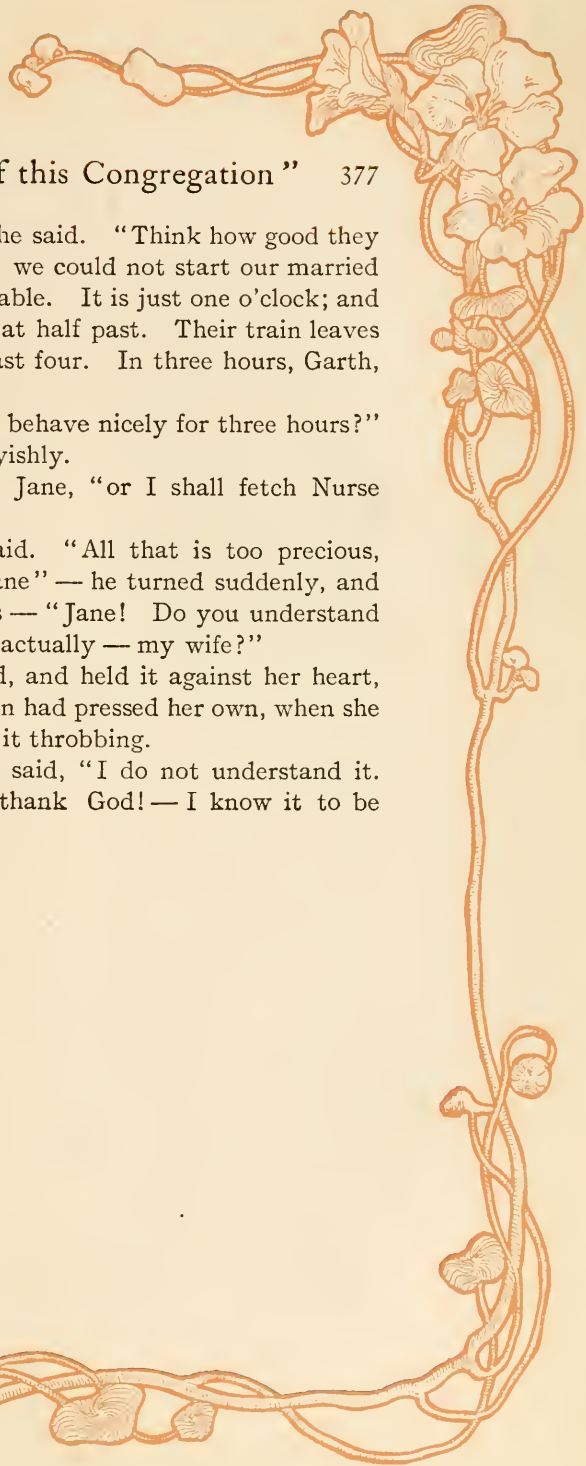 f this Congregation” 377
he said. “Think how good they
we could not start our married
able. It is just one o’clock; and
at half past. Their train leaves
ast four. In three hours, Garth,
behave nicely for three hours?”
yishly.
Jane, “or I shall fetch Nurse
aid. “All that is too precious,
ane” — he turned suddenly, and
s — “Jane! Do you understand
actually — my wife?”
d, and held it against her heart,
n had pressed her own, when she
it throbbing.
said, “I do not understand it.
thank God! — I know it to be